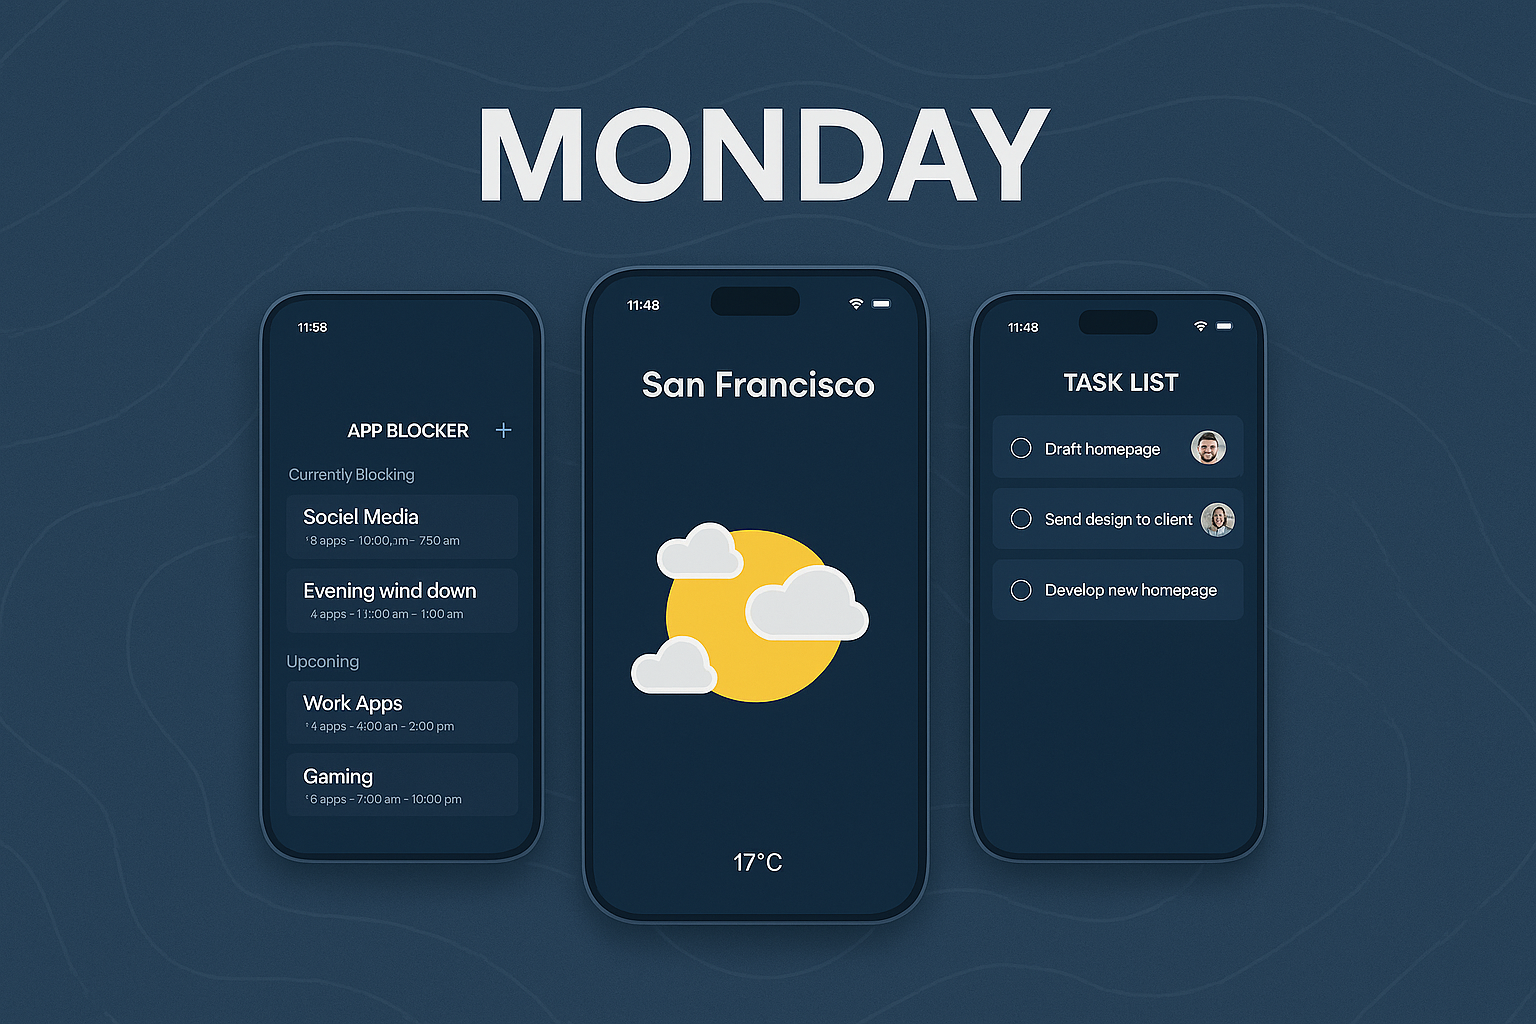 MONDAY
11:58
APP BLOCKER +
Currently Blocking
Sociel Media
8 apps - 10:00 - 750 am
Evening wind down
4 apps - :00 am - 1:00 am
Upconing
Work Apps
4 apps - 4:00 an - 2:00 pm
Gaming
6 apps - 7:00 am - 10:00 pm
11:48
San Francisco
17°C
11:48
TASK LIST
Draft homepage
Send design to client
Develop new homepage